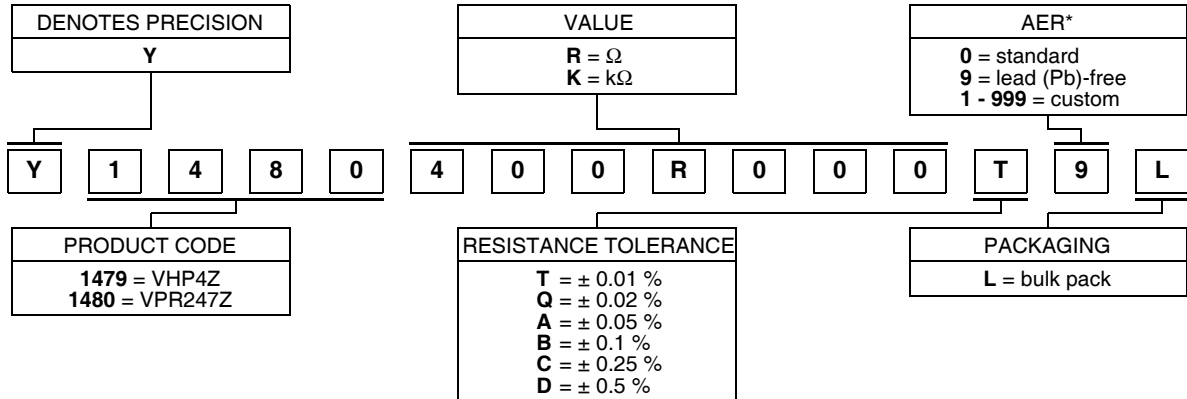 DENOTES PRECISION
Y
VALUE
R = Ω
K = kΩ
AER*
0 = standard
9 = lead (Pb)-free
1 - 999 = custom
Y 1 4 8 0 4 0 0 R 0 0 0 T 9 L
PRODUCT CODE
1479 = VHP4Z
1480 = VPR247Z
RESISTANCE TOLERANCE
T = ± 0.01 %
Q = ± 0.02 %
A = ± 0.05 %
B = ± 0.1 %
C = ± 0.25 %
D = ± 0.5 %
PACKAGING
L = bulk pack